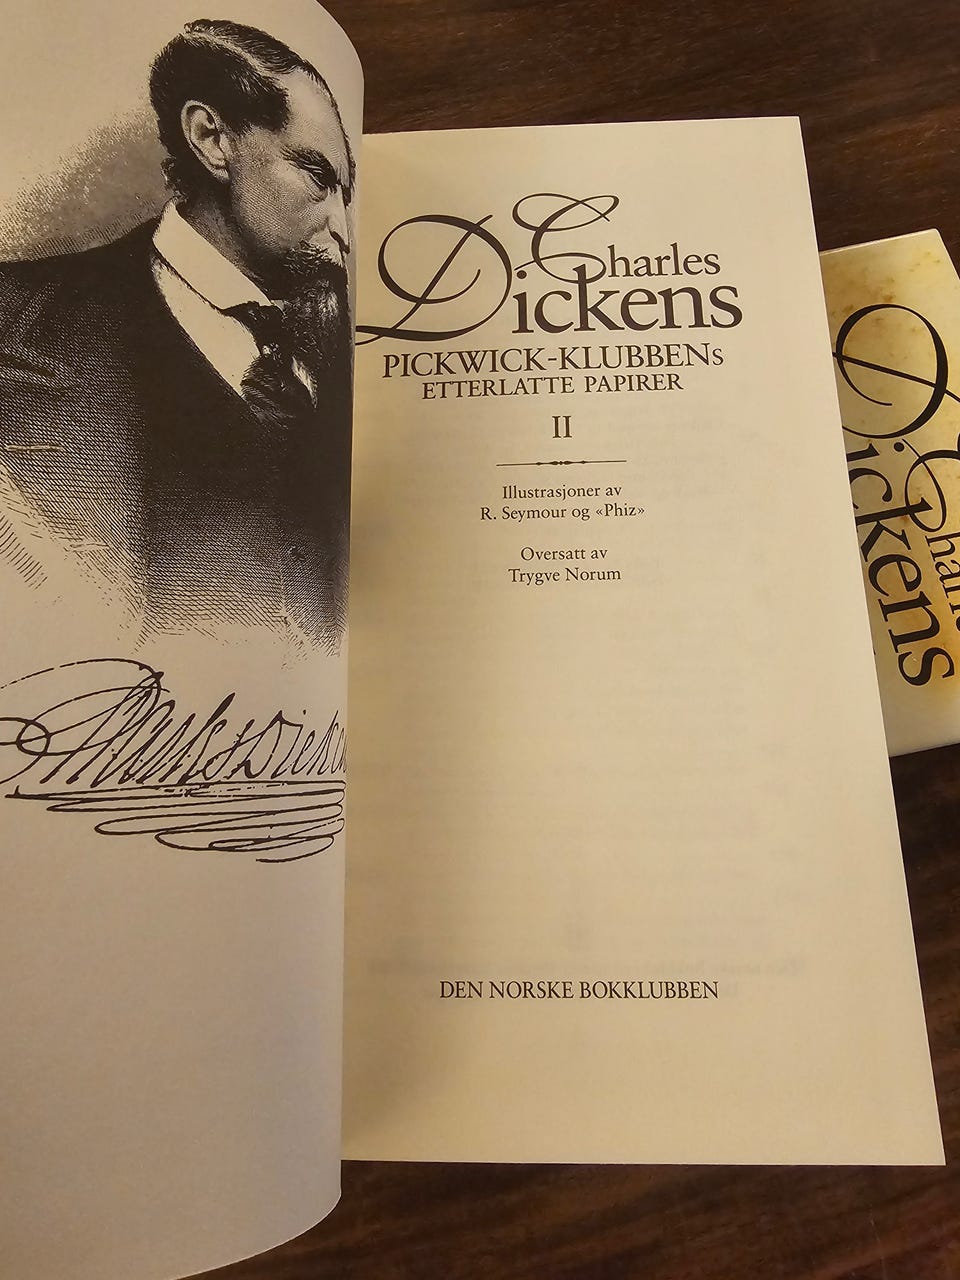 Charles
Dickens
PICKWICK-KLUBBENs
ETTERLATTE PAPIRER
II
Illustrasjoner av
R. Seymour og «Phiz»
Oversatt av
Trygve Norum
DEN NORSKE BOKKLUBBEN
Charles Dicken
Dickens